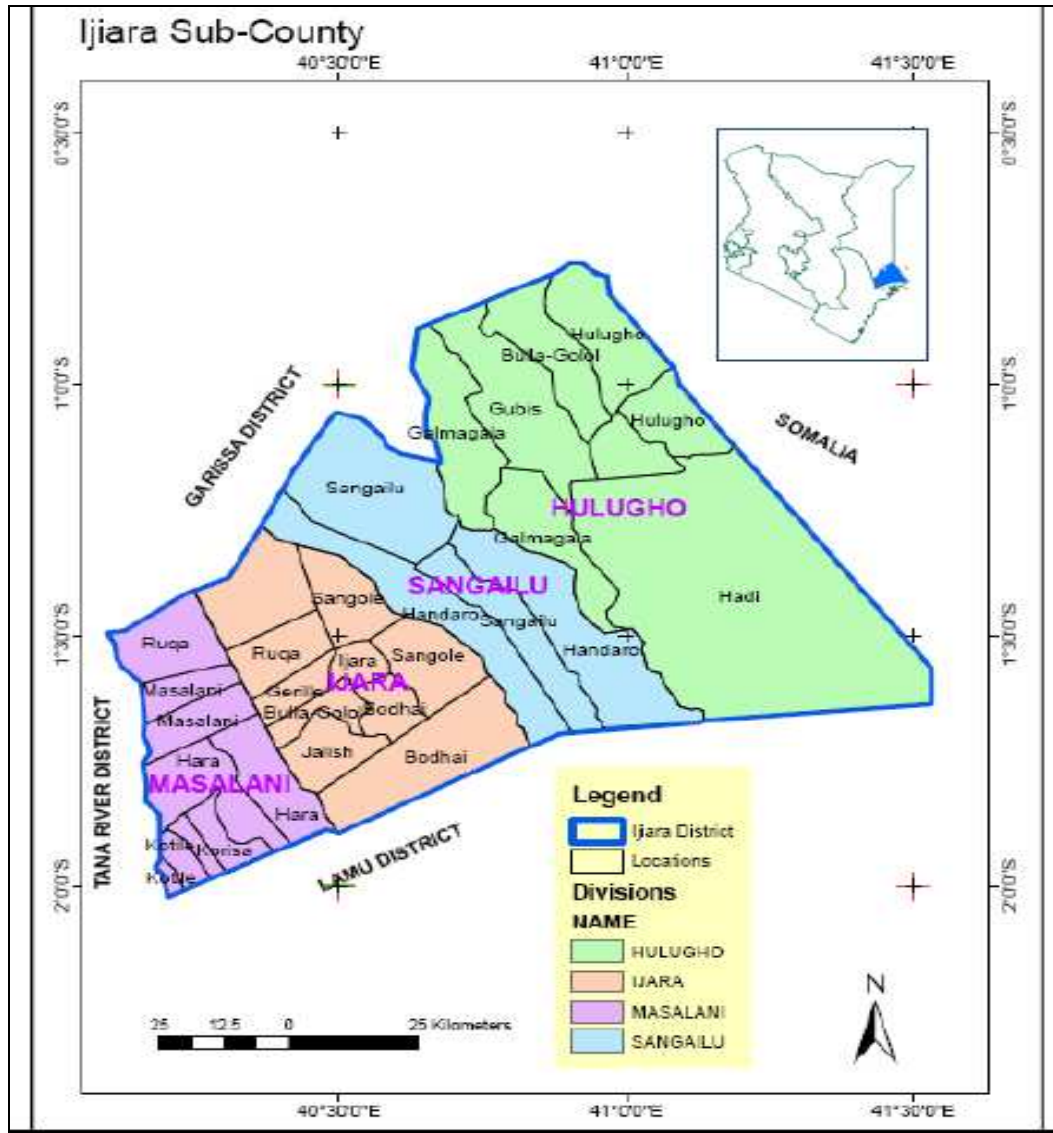 Ijiara Sub-County
40°30'0"E
41°0'0"E
41°30'0"E
0°30'0"S
0°30'0"S
Hulugho
Bulla-Golol
1°0'0"S
1°0'0"S
GARISSA DISTRICT
Gubis
Hulugho
SOMALIA
Galmagala
Sangailu
HULUGHO
Galmagala
SANGAILU
Sangole
Handaro
Sangailu
Hadi
1°30'0"S
1°30'0"S
Ruqa
Ruqa
Ijara
Sangole
Handaro
IJARA
Masalani
Gerille
Bodhai
Masalani
Bulla-Golol
TANA RIVER DISTRICT
Hara
Jalish
Bodhai
MASALANI
Hara
Kotile
Korisa
Kotile
LAMU DISTRICT
2°0'0"S
2°0'0"S
Legend
Ijiara District
Locations
Divisions
NAME
HULUGHO
IJARA
MASALANI
SANGAILU
N
25 12.5 0 25 Kilometers
40°30'0"E
41°0'0"E
41°30'0"E